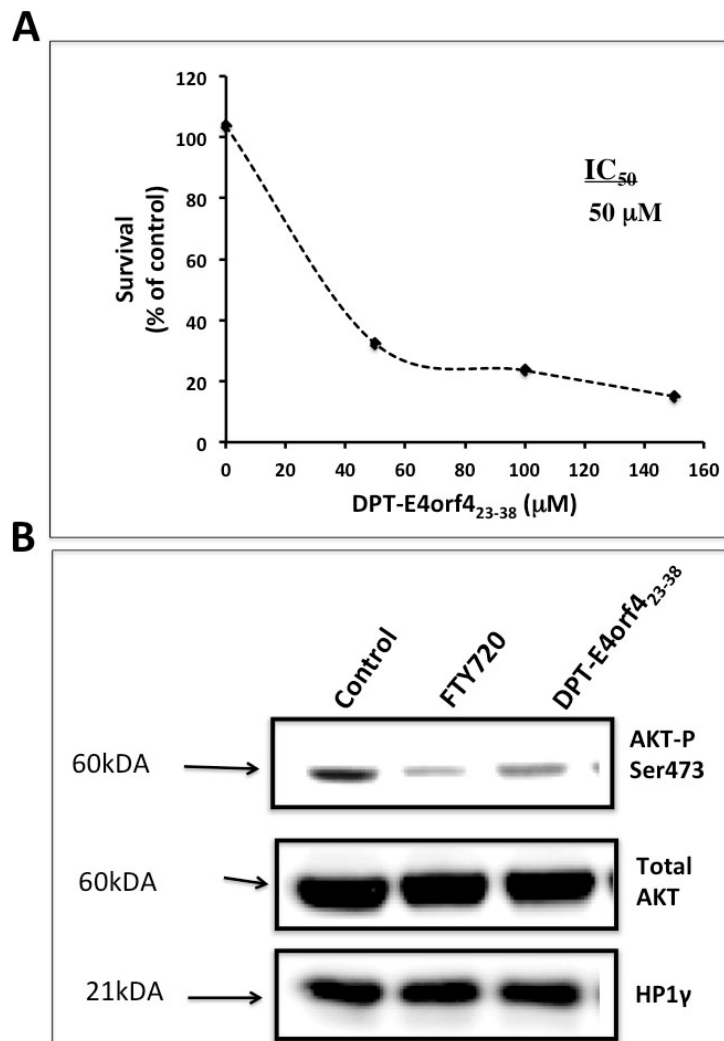 A
120
100
80
60
40
20
0
Survival
(% of control)
IC50
50 μM
0 20 40 60 80 100 120 140 160
DPT-E4orf423-38 (μM)
B
Control
FTY720
DPT-E4orf423-38
60kDA
AKT-P
Ser473
60kDA
Total
AKT
21kDA
HP1γ